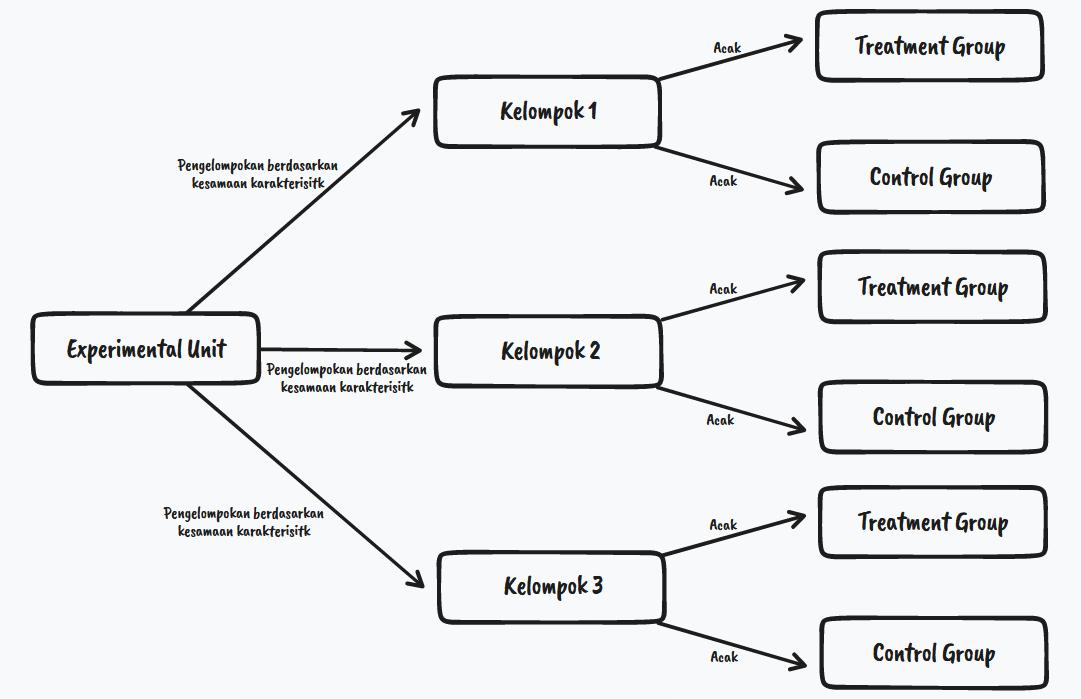 Acak
Treatment Group
Kelompok 1
Pengelompokan berdasarkan
kesamaan karakterisitk
Acak
Control Group
Acak
Treatment Group
Experimental Unit
Kelompok 2
Pengelompokan berdasarkan
kesamaan karakterisitk
Acak
Control Group
Pengelompokan berdasarkan
kesamaan karakterisitk
Acak
Treatment Group
Kelompok 3
Acak
Control Group